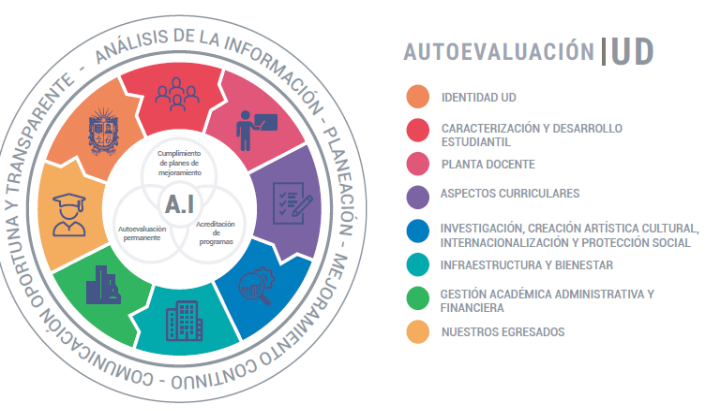 ANÁLISIS DE LA INFORMACIÓN - PLANEACIÓN - MEJORAMIENTO CONTINUO - COMUNICACIÓN OPORTUNA Y TRANSPARENTE -
Cumplimiento
de planes de
mejoramiento
A.I
Autoevaluación
permanente
Acreditación
de
programas
AUTOEVALUACIÓN |UD
IDENTIDAD UD
CARACTERIZACIÓN Y DESARROLLO
ESTUDIANTIL
PLANTA DOCENTE
ASPECTOS CURRICULARES
INVESTIGACIÓN, CREACIÓN ARTÍSTICA CULTURAL,
INTERNACIONALIZACIÓN Y PROTECCIÓN SOCIAL
INFRAESTRUCTURA Y BIENESTAR
GESTIÓN ACADÉMICA ADMINISTRATIVA Y
FINANCIERA
NUESTROS EGRESADOS